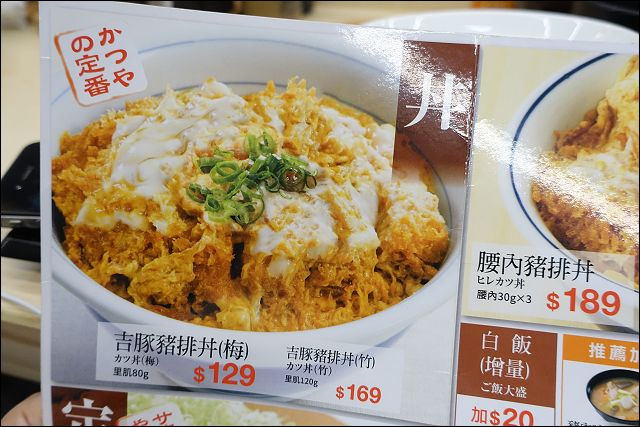 かつや
の定番
丼
吉豚豬排丼(梅)
カツ丼(梅)
里肌80g
$129
吉豚豬排丼(竹)
カツ丼(竹)
里肌120g
$169
腰內豬排丼
ヒレカツ丼
腰內30g×3
$189
白飯
(增量)
ご飯大盛
加$20
推薦加